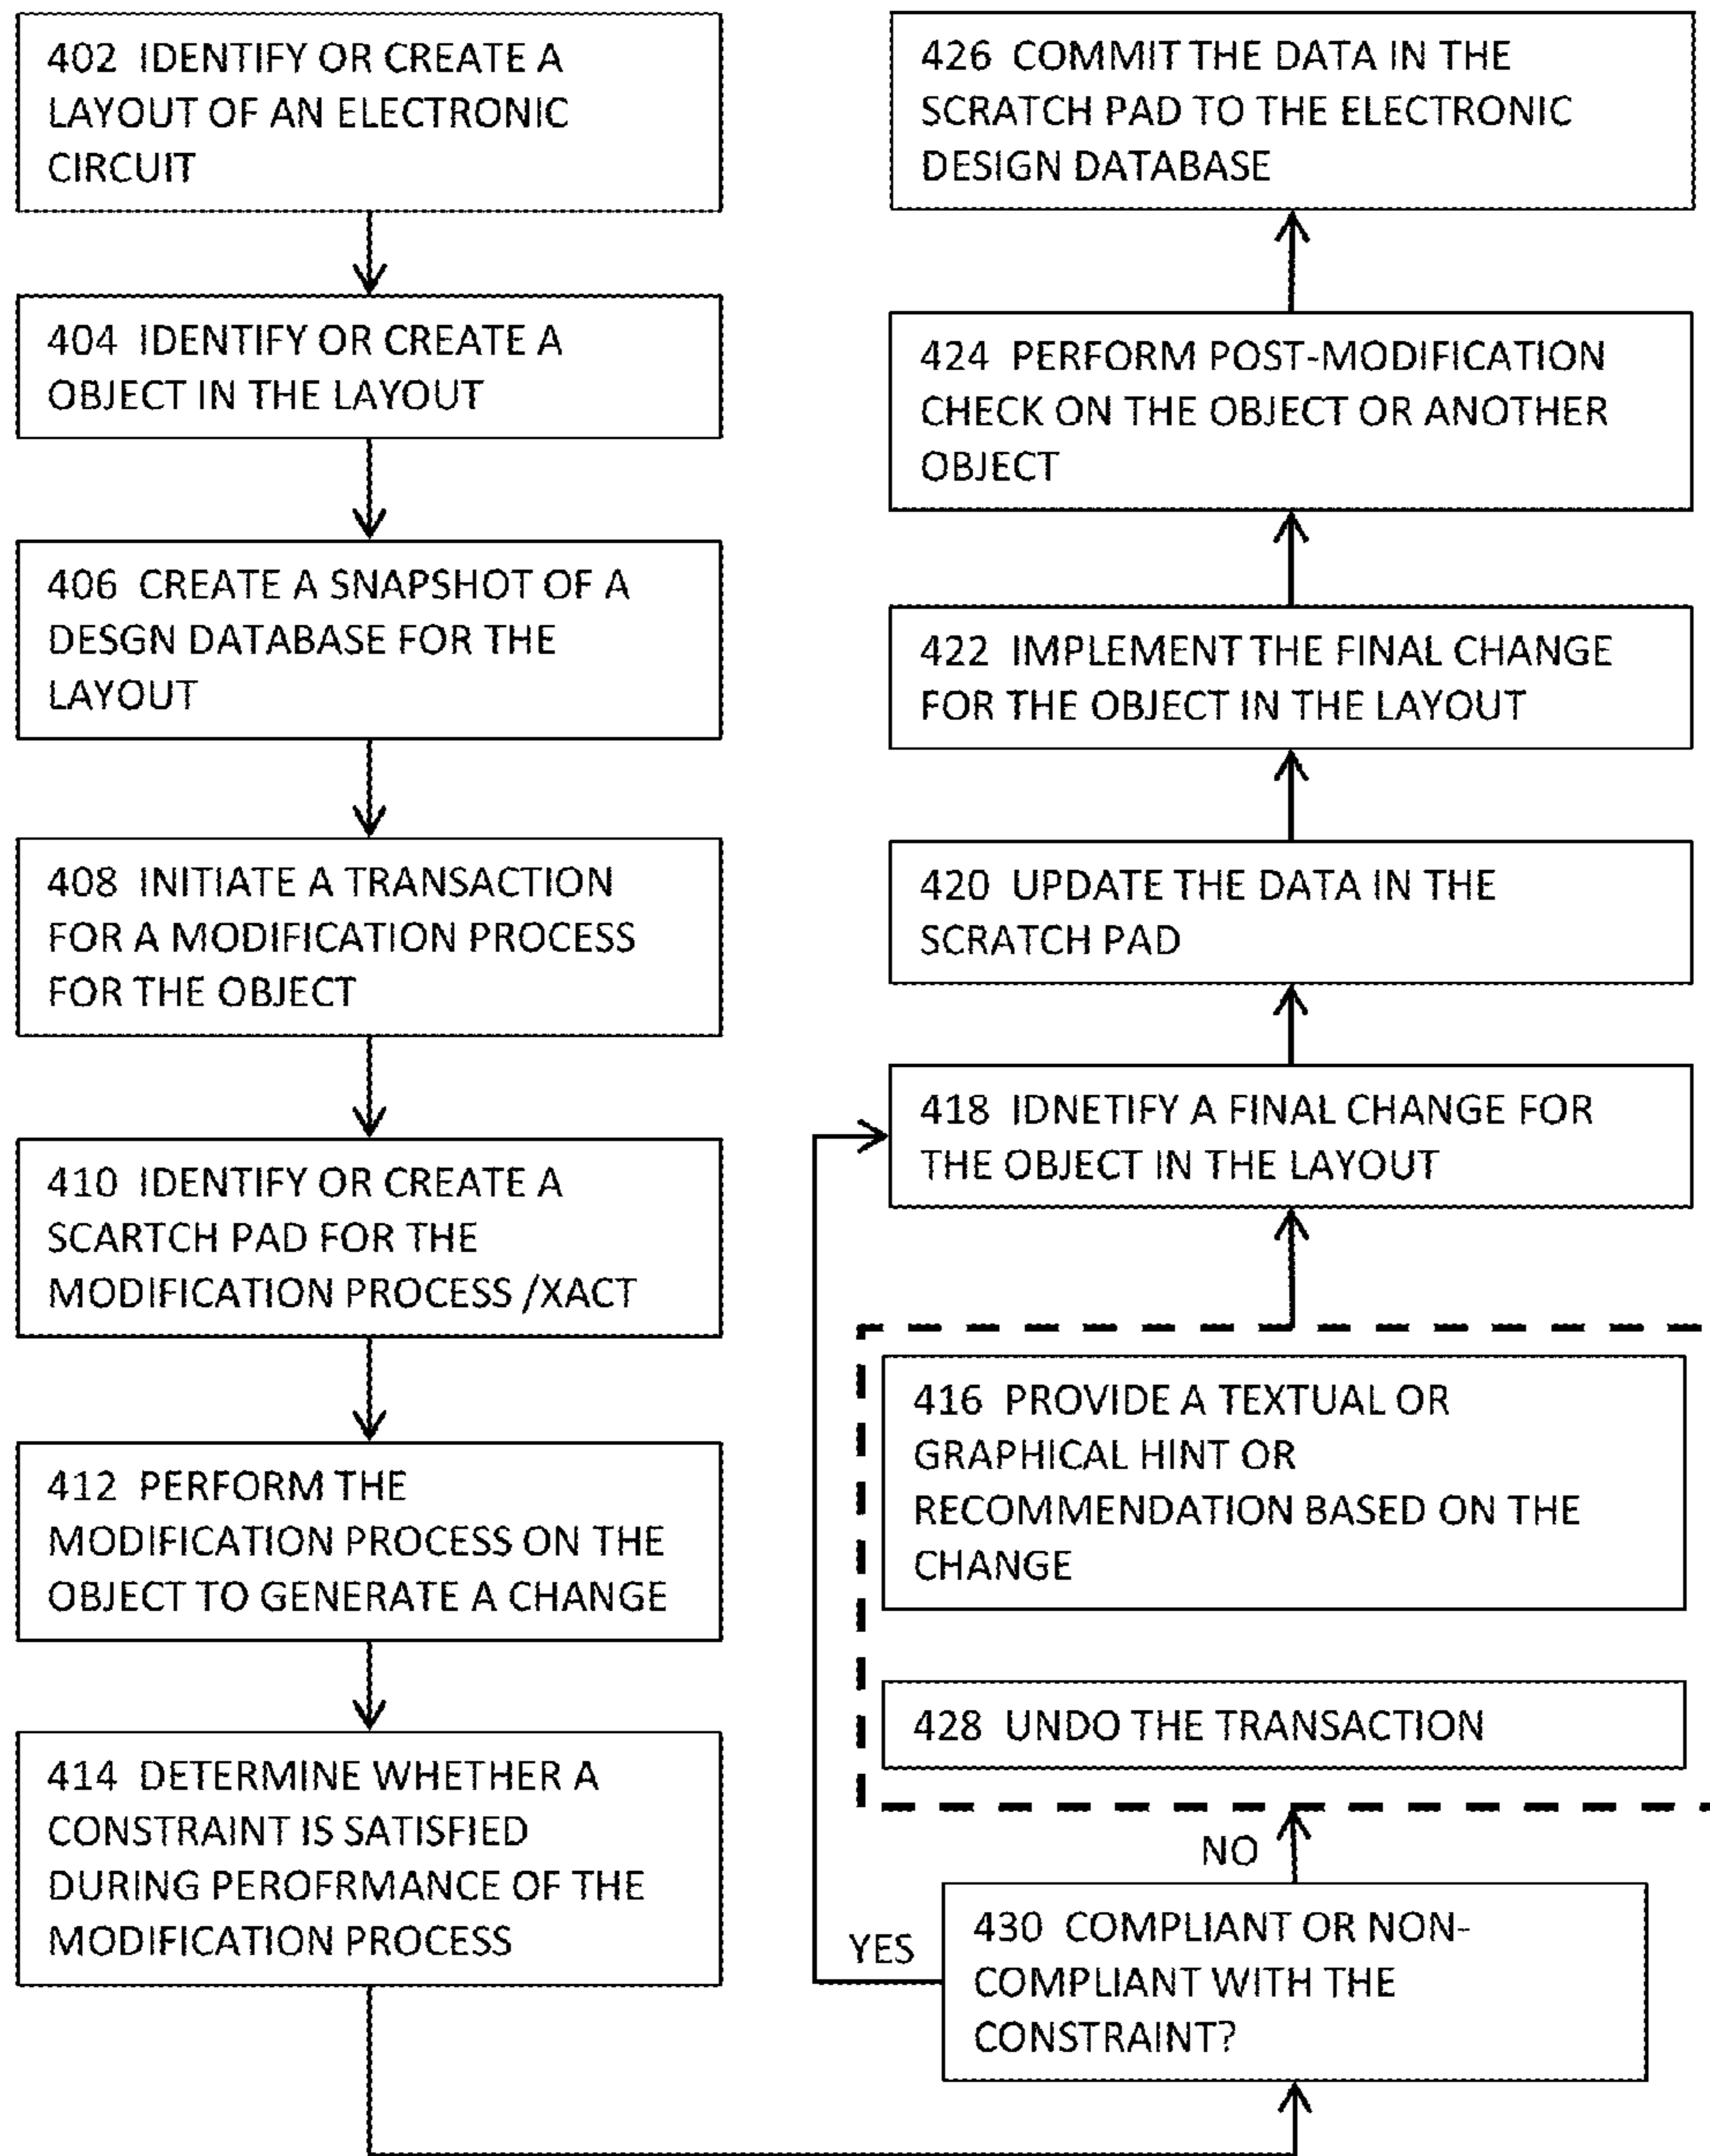 402 IDENTIFY OR CREATE A
LAYOUT OF AN ELECTRONIC
CIRCUIT
404 IDENTIFY OR CREATE A
OBJECT IN THE LAYOUT
406 CREATE A SNAPSHOT OF A
DESGN DATABASE FOR THE
LAYOUT
408 INITIATE A TRANSACTION
FOR A MODIFICATION PROCESS
FOR THE OBJECT
410 IDENTIFY OR CREATE A
SCARTCH PAD FOR THE
MODIFICATION PROCESS /XACT
412 PERFORM THE
MODIFICATION PROCESS ON THE
OBJECT TO GENERATE A CHANGE
414 DETERMINE WHETHER A
CONSTRAINT IS SATISFIED
DURING PEROFRMANCE OF THE
MODIFICATION PROCESS
430 COMPLIANT OR NON-
COMPLIANT WITH THE
CONSTRAINT?
YES
NO
428 UNDO THE TRANSACTION
416 PROVIDE A TEXTUAL OR
GRAPHICAL HINT OR
RECOMMENDATION BASED ON THE
CHANGE
418 IDNETIFY A FINAL CHANGE FOR
THE OBJECT IN THE LAYOUT
420 UPDATE THE DATA IN THE
SCRATCH PAD
422 IMPLEMENT THE FINAL CHANGE
FOR THE OBJECT IN THE LAYOUT
424 PERFORM POST-MODIFICATION
CHECK ON THE OBJECT OR ANOTHER
OBJECT
426 COMMIT THE DATA IN THE
SCRATCH PAD TO THE ELECTRONIC
DESIGN DATABASE